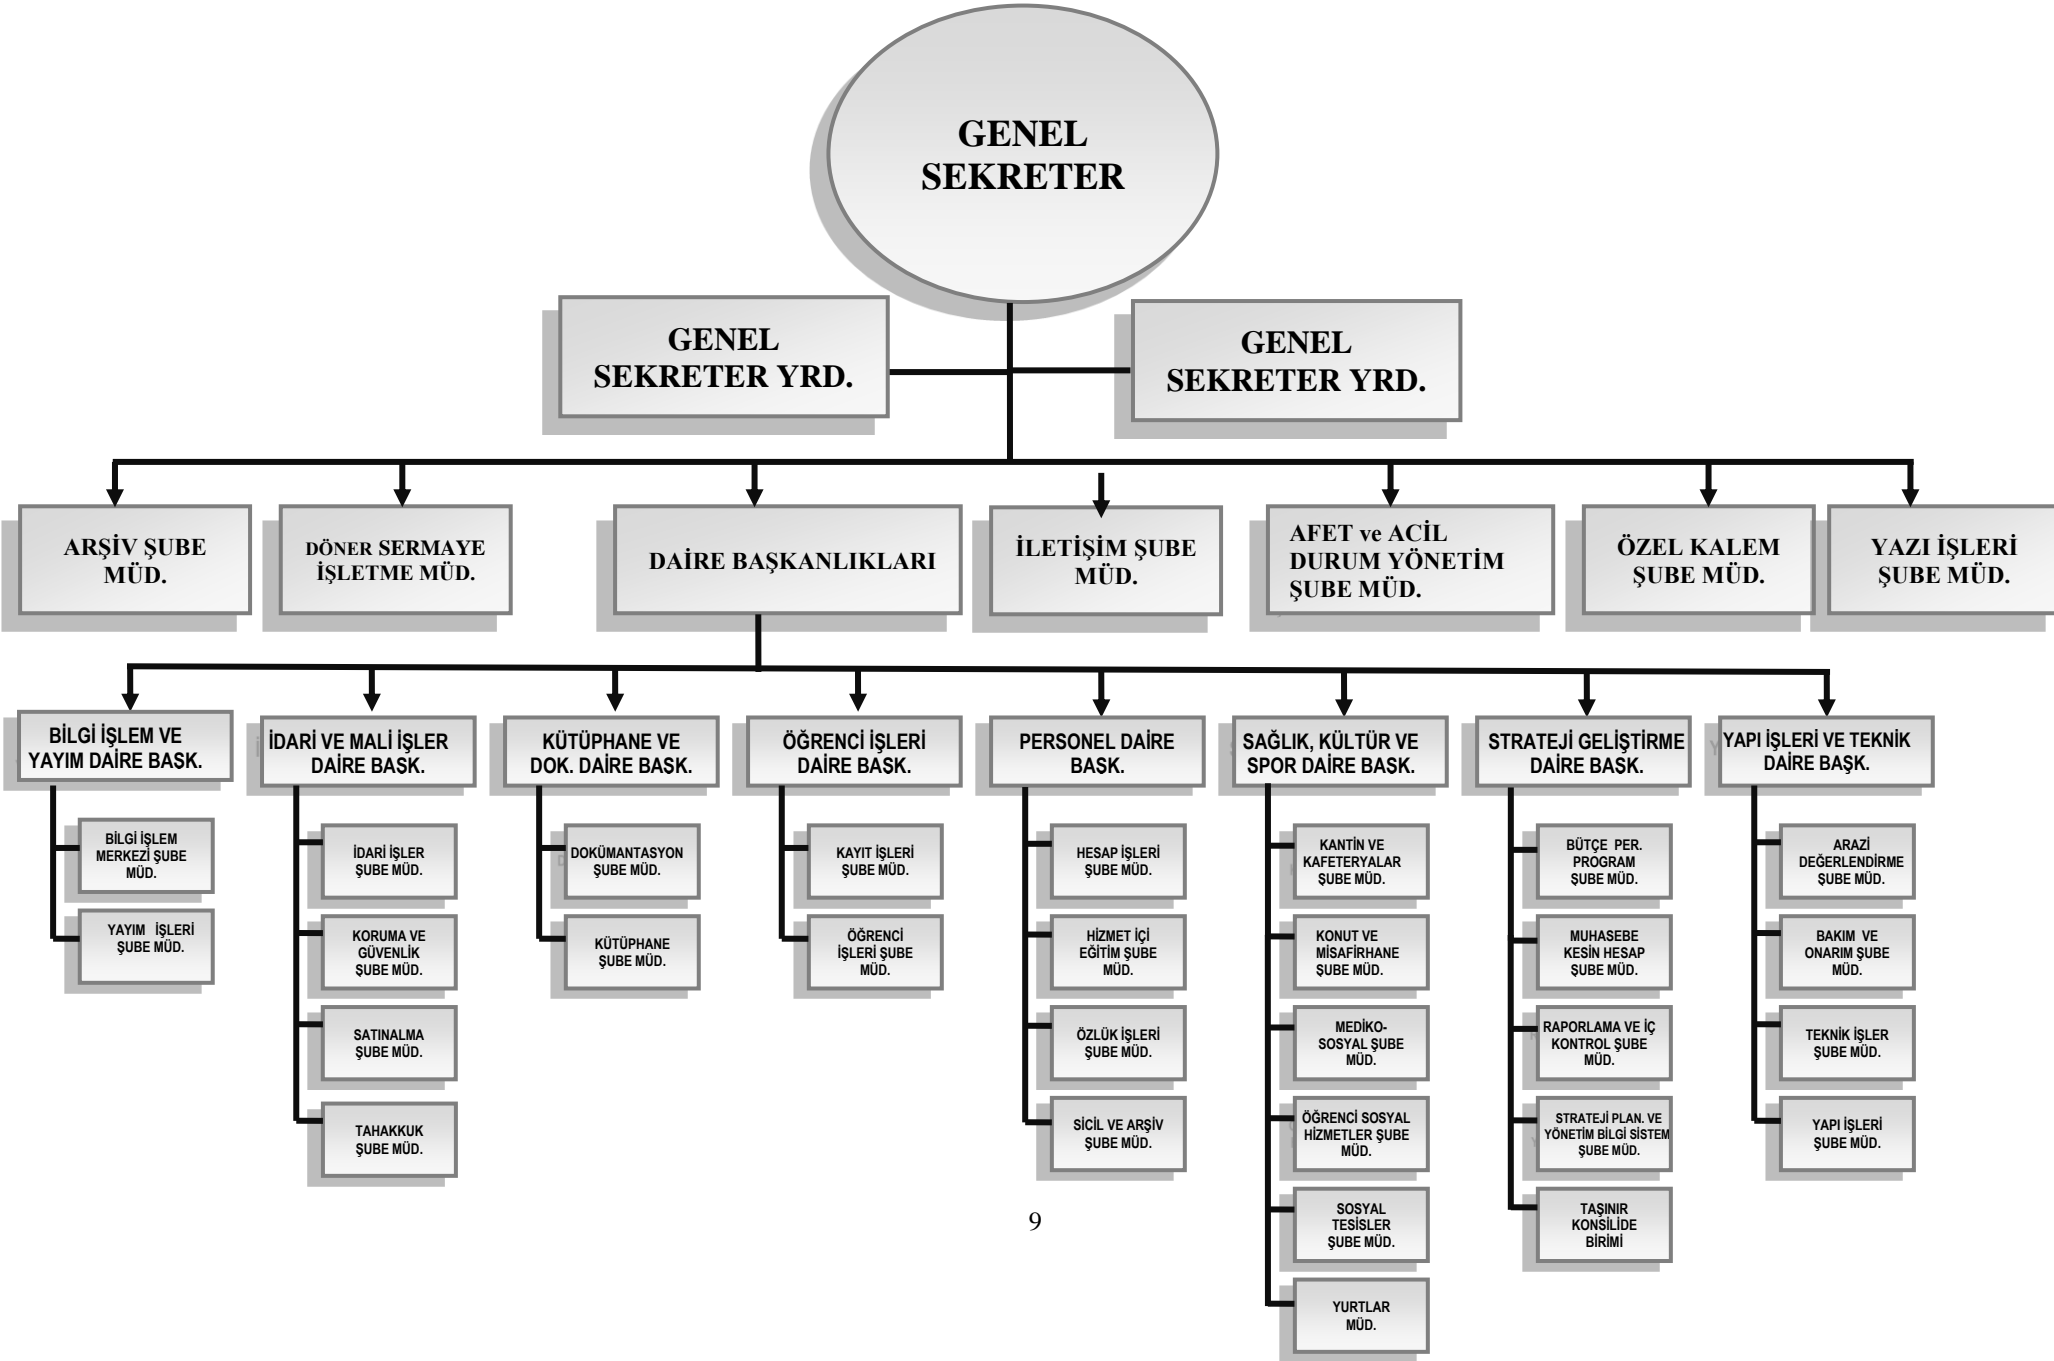 GENEL
SEKRETER
GENEL
SEKRETER YRD.
GENEL
SEKRETER YRD.
ARŞİV ŞUBE
MÜD.
DÖNER SERMAYE
İŞLETME MÜD.
DAİRE BAŞKANLIKLARI
İLETİŞİM ŞUBE
MÜD.
AFET ve ACİL
DURUM YÖNETİM
ŞUBE MÜD.
ÖZEL KALEM
ŞUBE MÜD.
YAZI İŞLERİ
ŞUBE MÜD.
BİLGİ İŞLEM VE
YAYIM DAİRE BAŞK.
İDARİ VE MALİ İŞLER
DAİRE BAŞK.
KÜTÜPHANE VE
DOK. DAİRE BAŞK.
ÖĞRENCİ İŞLERİ
DAİRE BAŞK.
PERSONEL DAİRE
BAŞK.
SAĞLIK, KÜLTÜR VE
SPOR DAİRE BAŞK.
STRATEJİ GELİŞTİRME
DAİRE BAŞK.
YAPI İŞLERİ VE TEKNİK
DAİRE BAŞK.
BİLGİ İŞLEM
MERKEZİ ŞUBE
MÜD.
YAYIM İŞLERİ
ŞUBE MÜD.
İDARİ İŞLER
ŞUBE MÜD.
KORUMA VE
GÜVENLİK
ŞUBE MÜD.
SATINALMA
ŞUBE MÜD.
TAHAKKUK
ŞUBE MÜD.
DOKÜMANTASYON
ŞUBE MÜD.
KÜTÜPHANE
ŞUBE MÜD.
KAYIT İŞLERİ
ŞUBE MÜD.
ÖĞRENCİ
İŞLERİ ŞUBE
MÜD.
HESAP İŞLERİ
ŞUBE MÜD.
HİZMET İÇİ
EĞİTİM ŞUBE
MÜD.
ÖZLÜK İŞLERİ
ŞUBE MÜD.
SİCİL VE ARŞİV
ŞUBE MÜD.
KANTİN VE
KAFETERYALAR
ŞUBE MÜD.
KONUT VE
MİSAFİRHANE
ŞUBE MÜD.
MEDİKO-
SOSYAL ŞUBE
MÜD.
ÖĞRENCİ SOSYAL
HİZMETLER ŞUBE
MÜD.
SOSYAL
TESİSLER
ŞUBE MÜD.
YURTLAR
MÜD.
BÜTÇE PER.
PROGRAM
ŞUBE MÜD.
MUHASEBE
KESİN HESAP
ŞUBE MÜD.
RAPORLAMA VE İÇ
KONTROL ŞUBE
MÜD.
STRATEJİ PLAN. VE
YÖNETİM BİLGİ SİSTEM
ŞUBE MÜD.
TAŞINIR
KONSİLİDE
BİRİMİ
ARAZİ
DEĞERLENDİRME
ŞUBE MÜD.
BAKIM VE
ONARIM ŞUBE
MÜD.
TEKNİK İŞLER
ŞUBE MÜD.
YAPI İŞLERİ
ŞUBE MÜD.
9